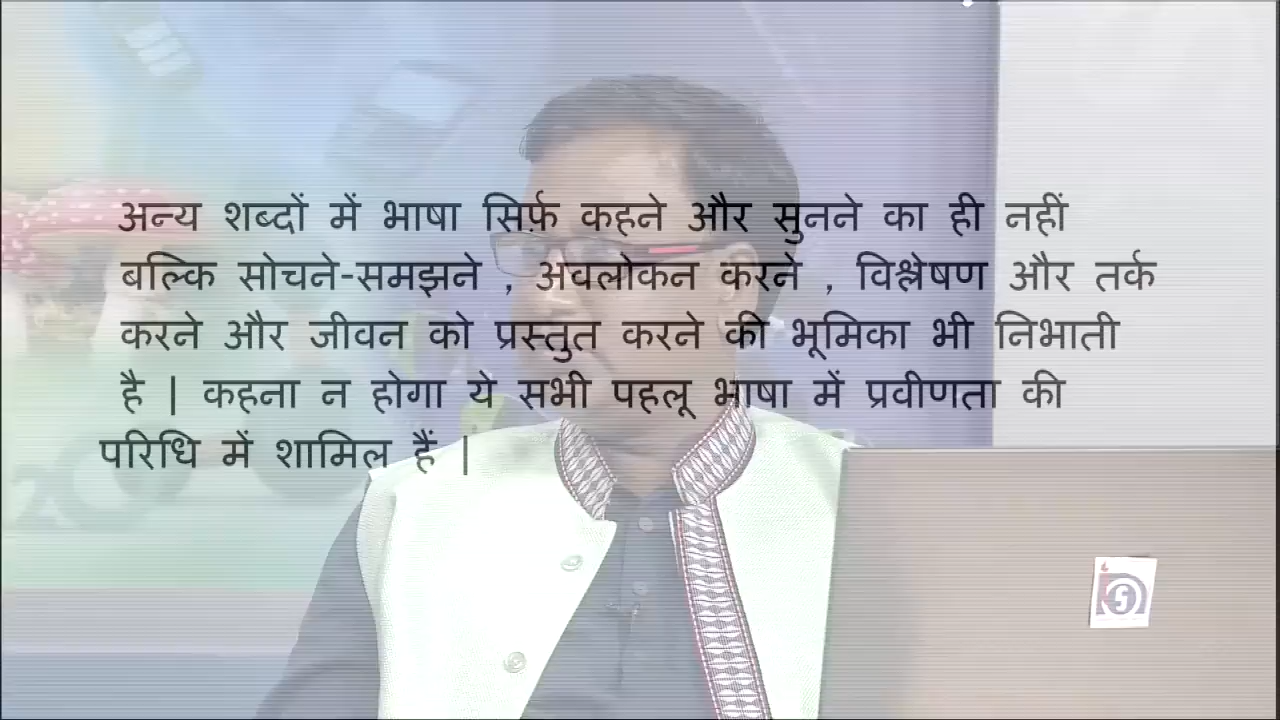 अन्य शब्दों में भाषा सिर्फ़ कहने और सुनने का ही नहीं
बल्कि सोचने-समझने , अवलोकन करने , विश्लेषण और तर्क
करने और जीवन को प्रस्तुत करने की भूमिका भी निभाती
है | कहना न होगा ये सभी पहलू भाषा में प्रवीणता की
परिधि में शामिल हैं |